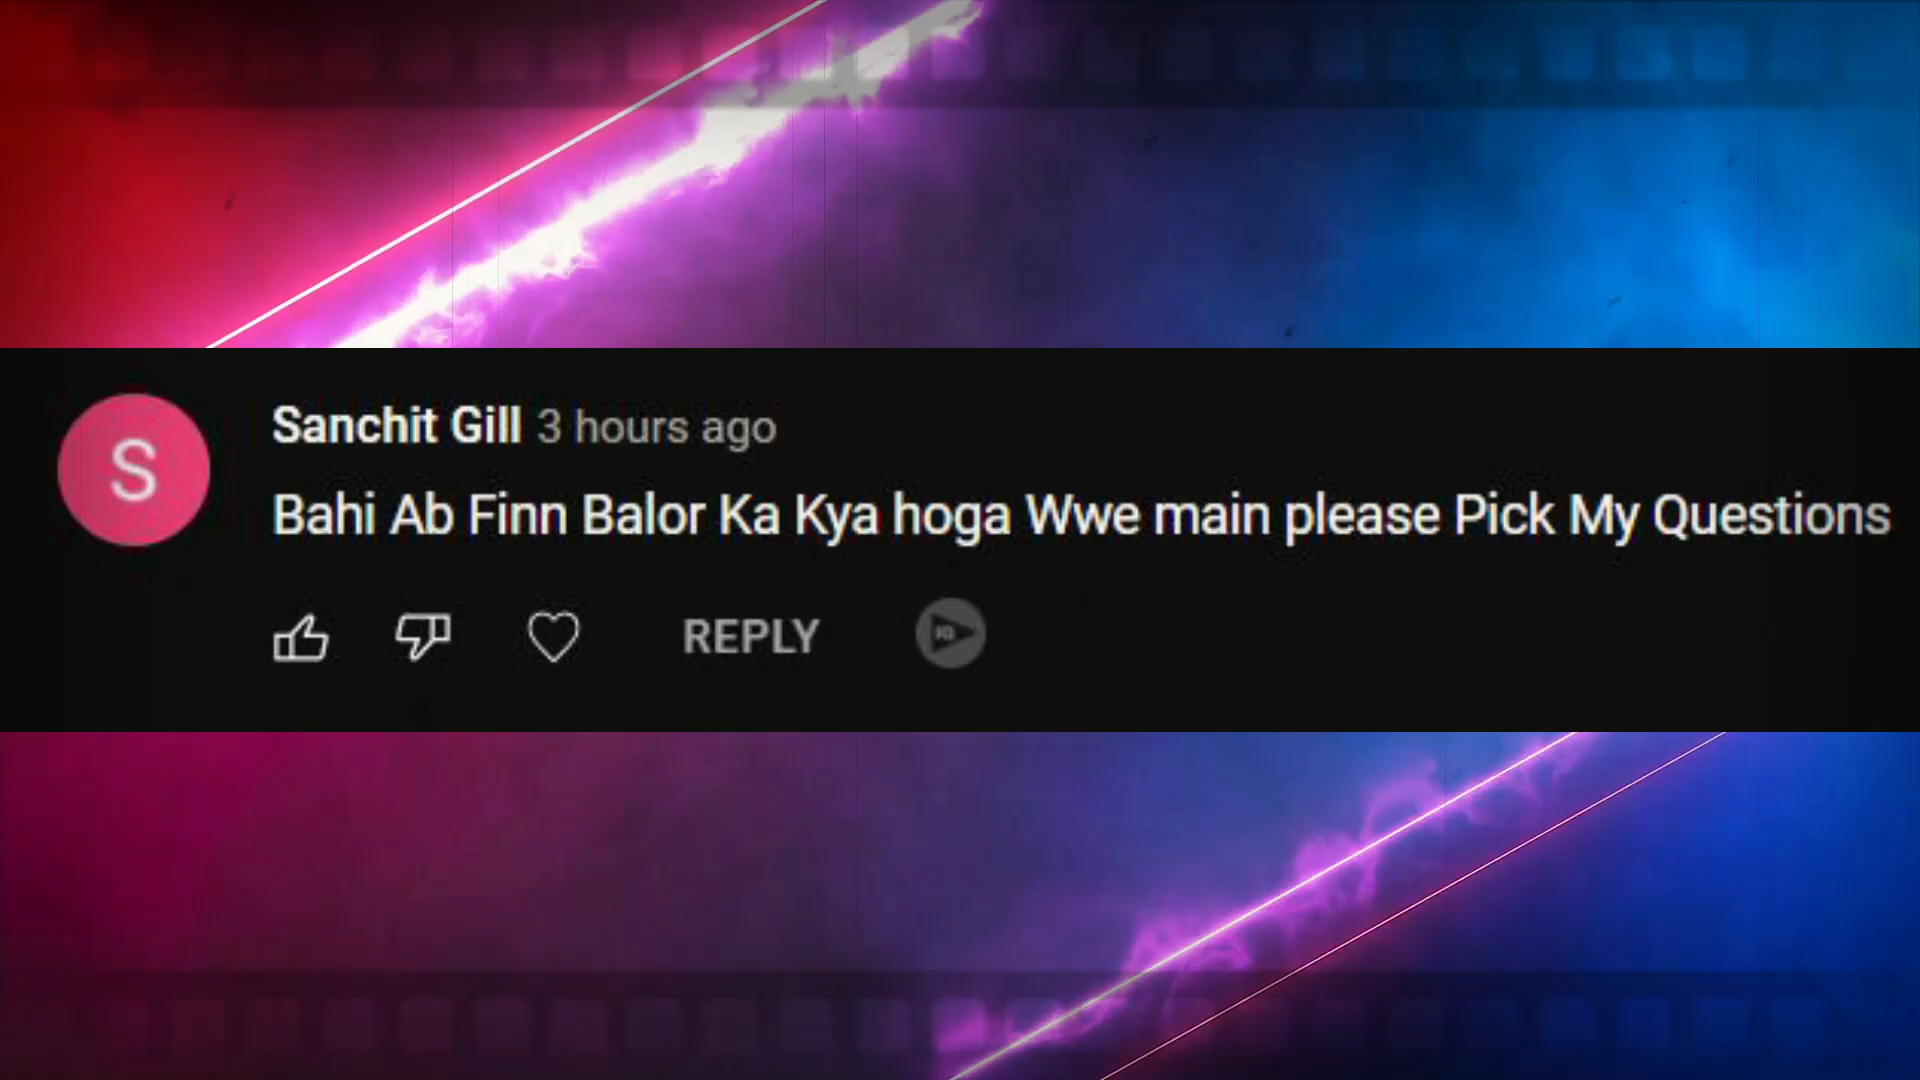 S
Sanchit Gill 3 hours ago
Bahi Ab Finn Balor Ka Kya hoga Wwe main please Pick My Questions
REPLY
IG